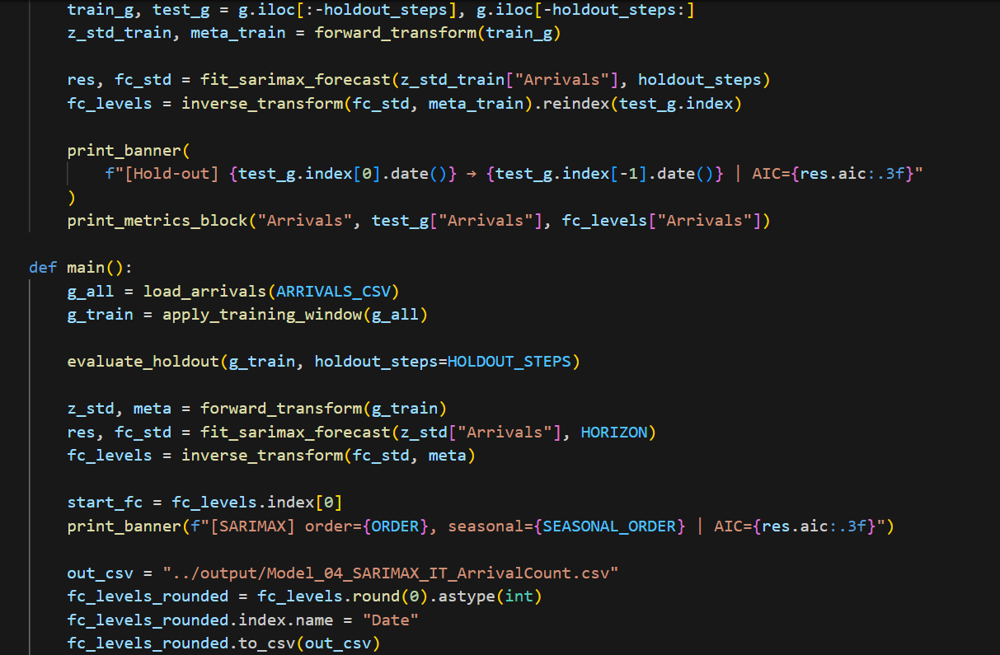 train_g, test_g = g.iloc[:-holdout_steps], g.iloc[-holdout_steps:]
z_std_train, meta_train = forward_transform(train_g)
res, fc_std = fit_sarimax_forecast(z_std_train["Arrivals"], holdout_steps)
fc_levels = inverse_transform(fc_std, meta_train).reindex(test_g.index)
print_banner(
f"[Hold-out] {test_g.index[0].date()} → {test_g.index[-1].date()} | AIC={res.aic:.3f}"
)
print_metrics_block("Arrivals", test_g["Arrivals"], fc_levels["Arrivals"])
def main():
g_all = load_arrivals(ARRIVALS_CSV)
g_train = apply_training_window(g_all)
evaluate_holdout(g_train, holdout_steps=HOLDOUT_STEPS)
z_std, meta = forward_transform(g_train)
res, fc_std = fit_sarimax_forecast(z_std["Arrivals"], HORIZON)
fc_levels = inverse_transform(fc_std, meta)
start_fc = fc_levels.index[0]
print_banner(f"[SARIMAX] order={ORDER}, seasonal={SEASONAL_ORDER} | AIC={res.aic:.3f}")
out_csv = "../output/Model_04_SARIMAX_IT_ArrivalCount.csv"
fc_levels_rounded = fc_levels.round(0).astype(int)
fc_levels_rounded.index.name = "Date"
fc_levels_rounded.to_csv(out_csv)